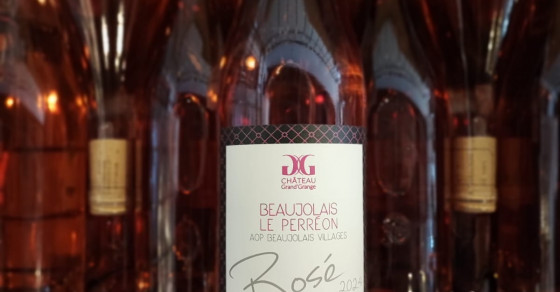 CHÂTEAU
Grand'Grange
BEAUJOLAIS
LE PERRÉON
AOP BEAUJOLAIS VILLAGES
Rosé
2024